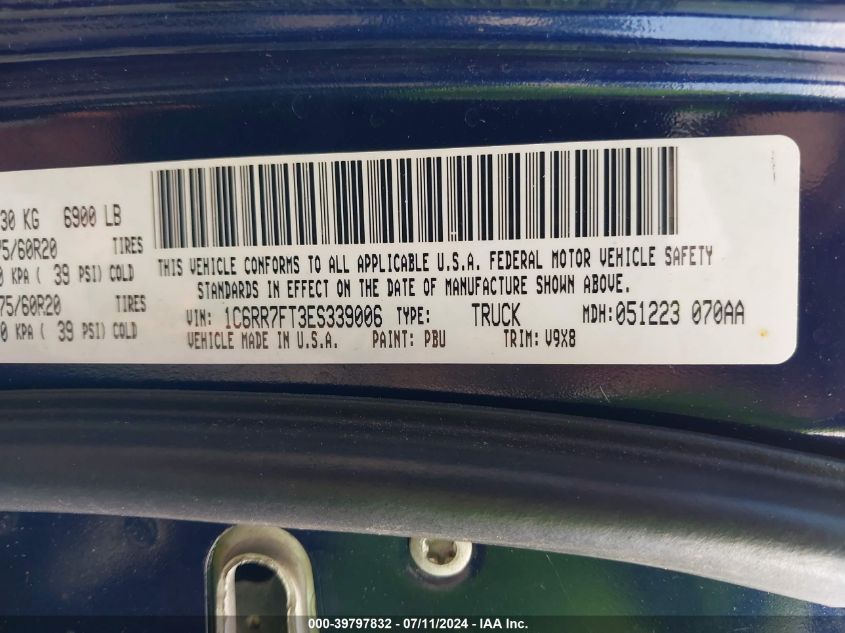 30 KG 6900 LB
75/60R20 TIRES
0 KPA ( 39 PSI) COLD
75/60R20 TIRES
0 KPA ( 39 PSI) COLD
THIS VEHICLE CONFORMS TO ALL APPLICABLE U.S.A. FEDERAL MOTOR VEHICLE SAFETY
STANDARDS IN EFFECT ON THE DATE OF MANUFACTURE SHOWN ABOVE.
VIN: 1C6RR7FT3ES339006 TYPE: TRUCK MDH: 051223 070AA
VEHICLE MADE IN U.S.A. PAINT: PBU TRIM: V9X8
000-39797832 - 07/11/2024 - IAA Inc.